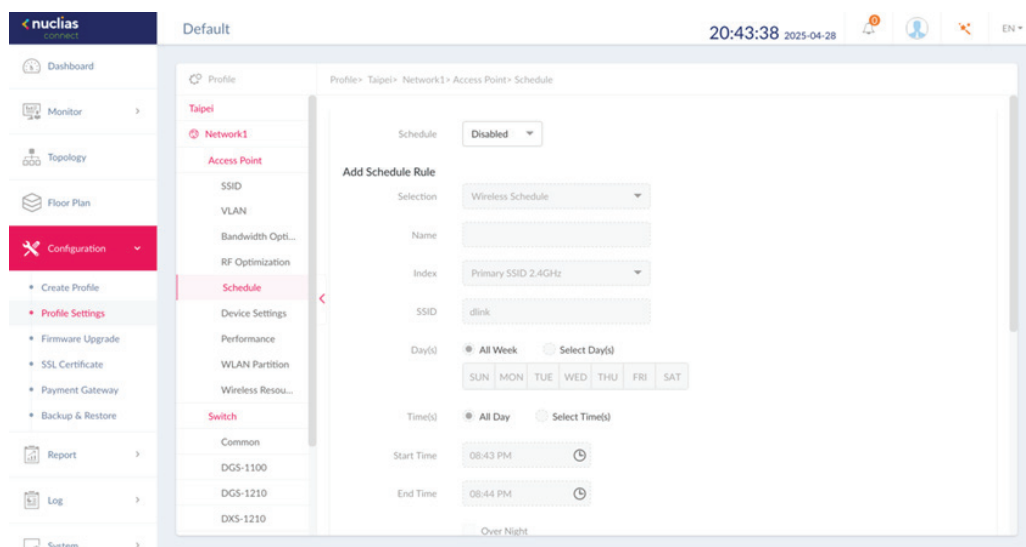 nuclias
connect
Default
20:43:38 2025-04-28
0
EN
Dashboard
Monitor
Topology
Floor Plan
Configuration
Create Profile
Profile Settings
Firmware Upgrade
SSL Certificate
Payment Gateway
Backup & Restore
Report
Log
System
Profile
Taipei
Network1
Access Point
SSID
VLAN
Bandwidth Opti...
RF Optimization
Schedule
Device Settings
Performance
WLAN Partition
Wireless Resou...
Switch
Common
DGS-1100
DGS-1210
DXS-1210
Profile> Taipei> Network1> Access Point> Schedule
Schedule Disabled
Add Schedule Rule
Selection Wireless Schedule
Name
Index Primary SSID 2.4GHz
SSID dlink
Day(s) All Week Select Day(s)
SUN MON TUE WED THU FRI SAT
Time(s) All Day Select Time(s)
Start Time 08:43 PM
End Time 08:44 PM
Over Night